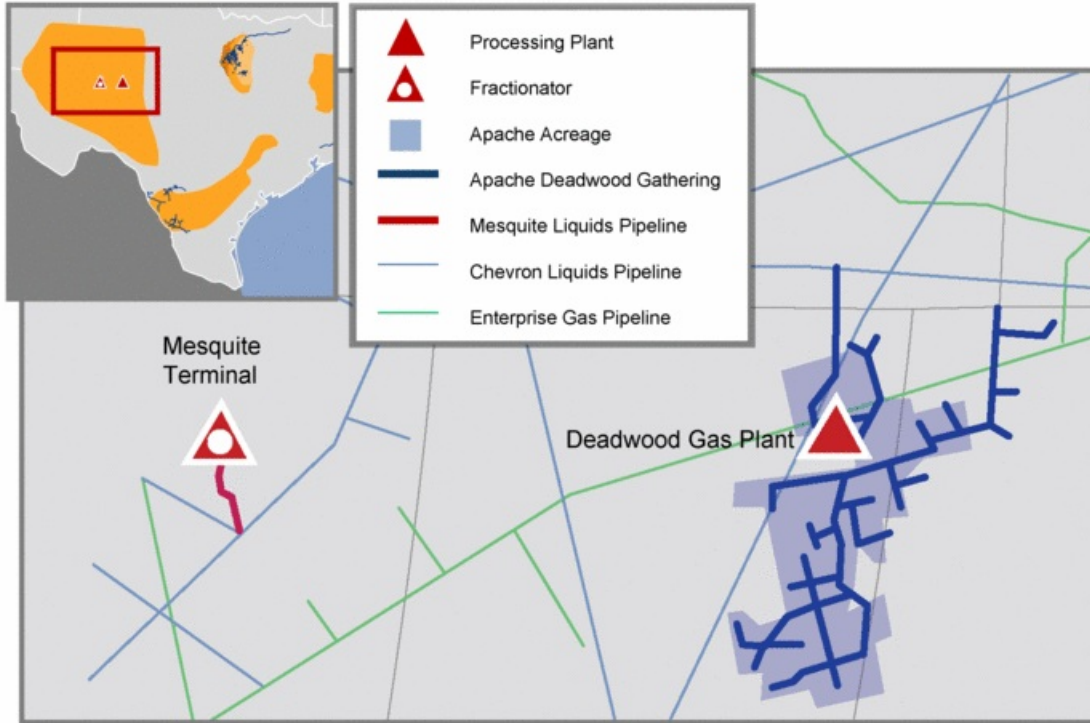 Processing Plant
Fractionator
Apache Acreage
Apache Deadwood Gathering
Mesquite Liquids Pipeline
Chevron Liquids Pipeline
Enterprise Gas Pipeline
Mesquite
Terminal
Deadwood Gas Plant